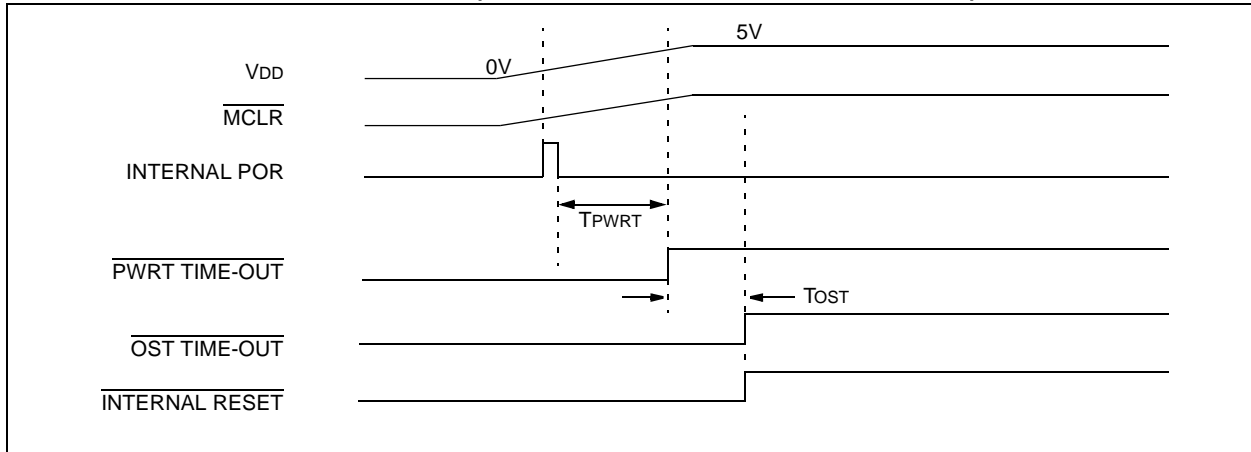 5V
0V
VDD
MCLR
INTERNAL POR
TPWRT
PWRT TIME-OUT
TOST
OST TIME-OUT
INTERNAL RESET